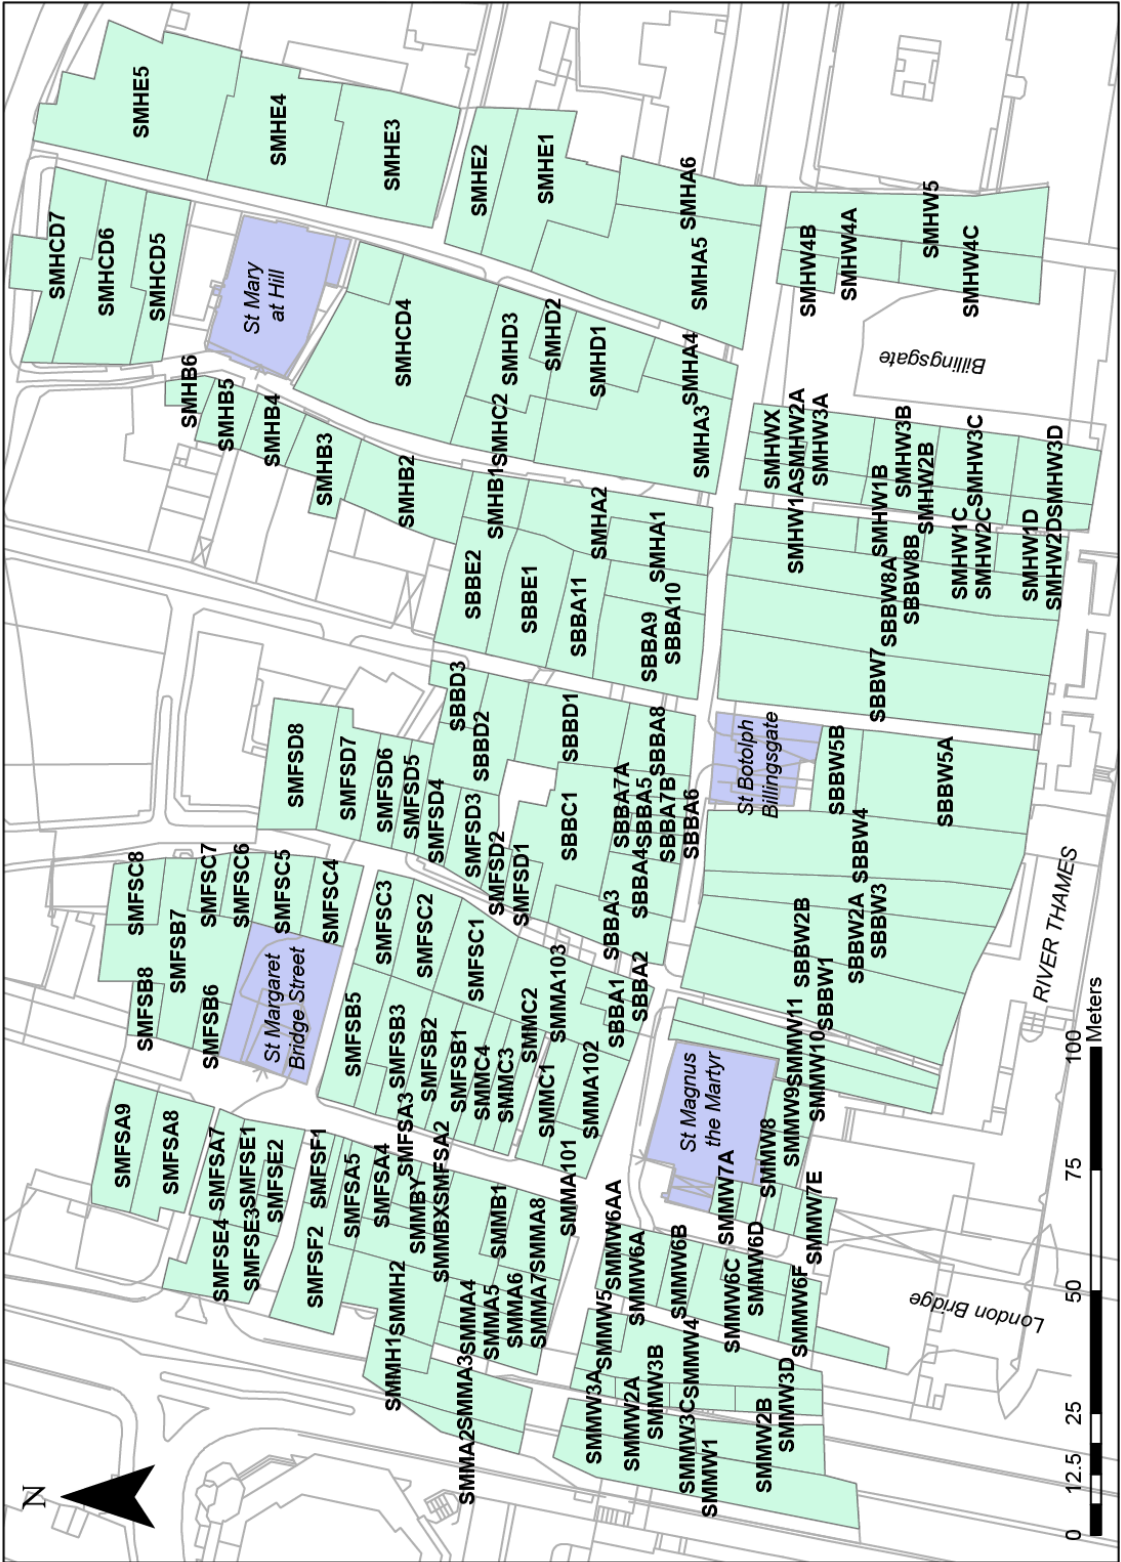 SMHE5
SMHE4
SMHE3
SMHE2
SMHE1
SMHA6
SMHA5
SMHW5
SMHW4B
SMHW4A
SMHW4C
SMHCD7
SMHCD6
SMHCD5
St Mary
at Hill
SMHCD4
SMHD3
SMHD2
SMHD1
SMHA4
SMHC2
SMHA3
Billingsgate
SMHB6
SMHB5
SMHB4
SMHB3
SMHB2
SMHB1
SMHA2
SMHA1
SBBE2
SBBE1
SBBA11
SBBA9
SBBA10
SMHWX
SMHW2A
SMHW3A
SMHW1A
SMHW3B
SMHW2B
SMHW1B
SMHW3C
SMHW3D
SMHW1C
SMHW2C
SMHW1D
SMHW2D
SBBW8A
SBBW8B
SBBW7
SBBD3
SBBD2
SBBD1
SBBA8
SBBC1
SBBA7A
SBBA5
SBBA7B
SBBA6
SBBA4
SBBA3
St Botolph
Billingsgate
SBBW5B
SBBW5A
SBBW4
SBBW2B
SBBW2A
SBBW3
SBBW1
SMFSD8
SMFSD7
SMFSD6
SMFSD5
SMFSD4
SMFSD3
SMFSD2
SMFSD1
SMFSC8
SMFSC7
SMFSC6
SMFSC5
SMFSC4
SMFSB7
SMFSB8
SMFSB6
St Margaret
Bridge Street
SMFSC3
SMFSC2
SMFSC1
SMFSB5
SMFSB3
SMFSB2
SMFSB1
SMMC4
SMMC3
SMMC2
SMMC1
SMMA103
SMMA102
SMMA101
SBBA2
SBBA1
St Magnus
the Martyr
SMMW11
SMMW10
SMMW9
SMMW8
SMMW7A
SMMW7E
SMFSA9
SMFSA8
SMFSA7
SMFSE1
SMFSE2
SMFSE4
SMFSE3
SMFSF1
SMFSF2
SMFSA5
SMFSA4
SMFSA3
SMFSA2
SMMBY
SMMBX
SMMB1
SMMA8
SMMH2
SMMH1
SMMA4
SMMA5
SMMA6
SMMA7
SMMA3
SMMA2
SMMW6AA
SMMW6A
SMMW6B
SMMW6C
SMMW6D
SMMW6F
SMMW5
SMMW4
SMMW3A
SMMW2A
SMMW3B
SMMW3C
SMMW1
SMMW2B
SMMW3D
London Bridge
RIVER THAMES
N
0 12.5 25 50 75 100
Meters